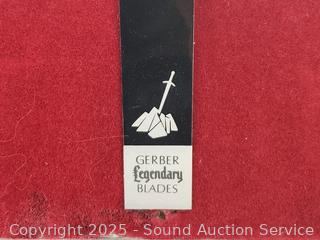 GERBER
Legendary
BLADES
Copyright © 2025 - Sound Auction Service